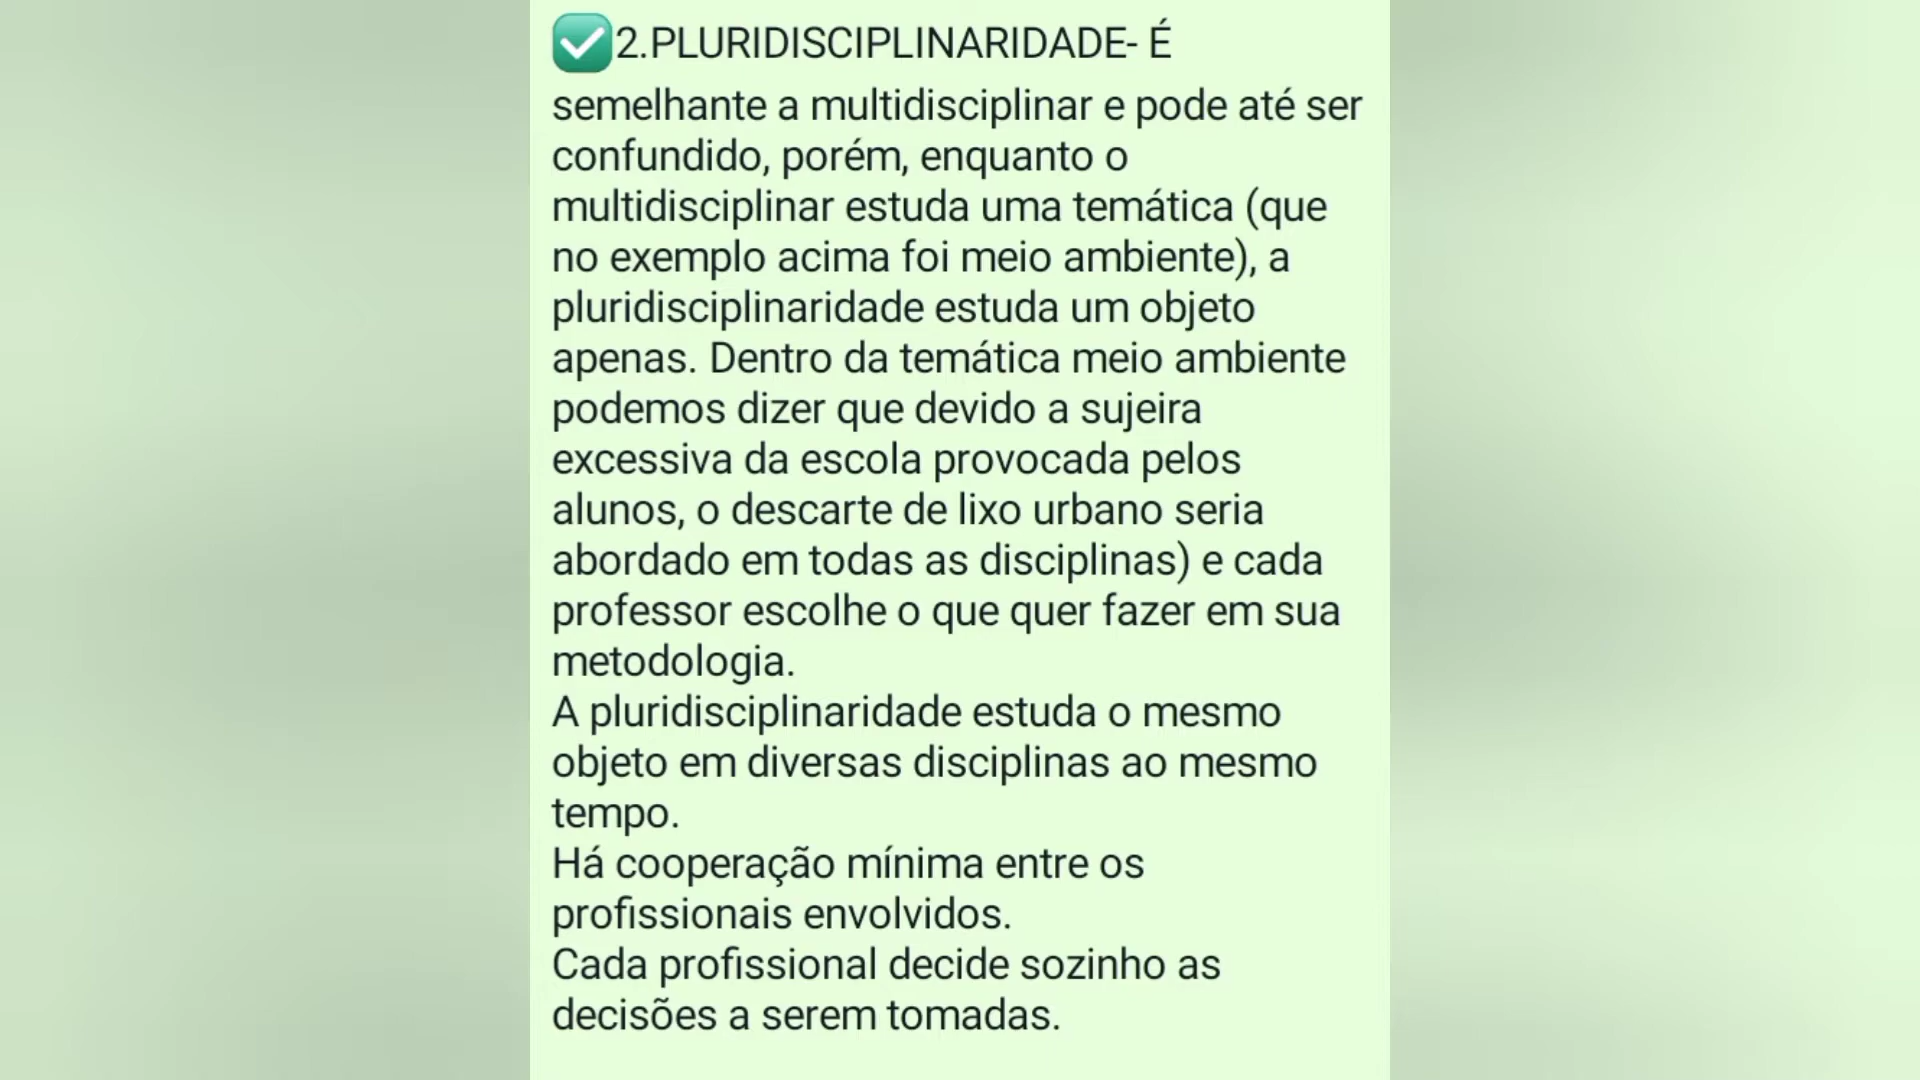 ✅2.PLURIDISCIPLINARIDADE- É
semelhante a multidisciplinar e pode até ser
confundido, porém, enquanto o
multidisciplinar estuda uma temática (que
no exemplo acima foi meio ambiente), a
pluridisciplinaridade estuda um objeto
apenas. Dentro da temática meio ambiente
podemos dizer que devido a sujeira
excessiva da escola provocada pelos
alunos, o descarte de lixo urbano seria
abordado em todas as disciplinas) e cada
professor escolhe o que quer fazer em sua
metodologia.
A pluridisciplinaridade estuda o mesmo
objeto em diversas disciplinas ao mesmo
tempo.
Há cooperação mínima entre os
profissionais envolvidos.
Cada profissional decide sozinho as
decisões a serem tomadas.